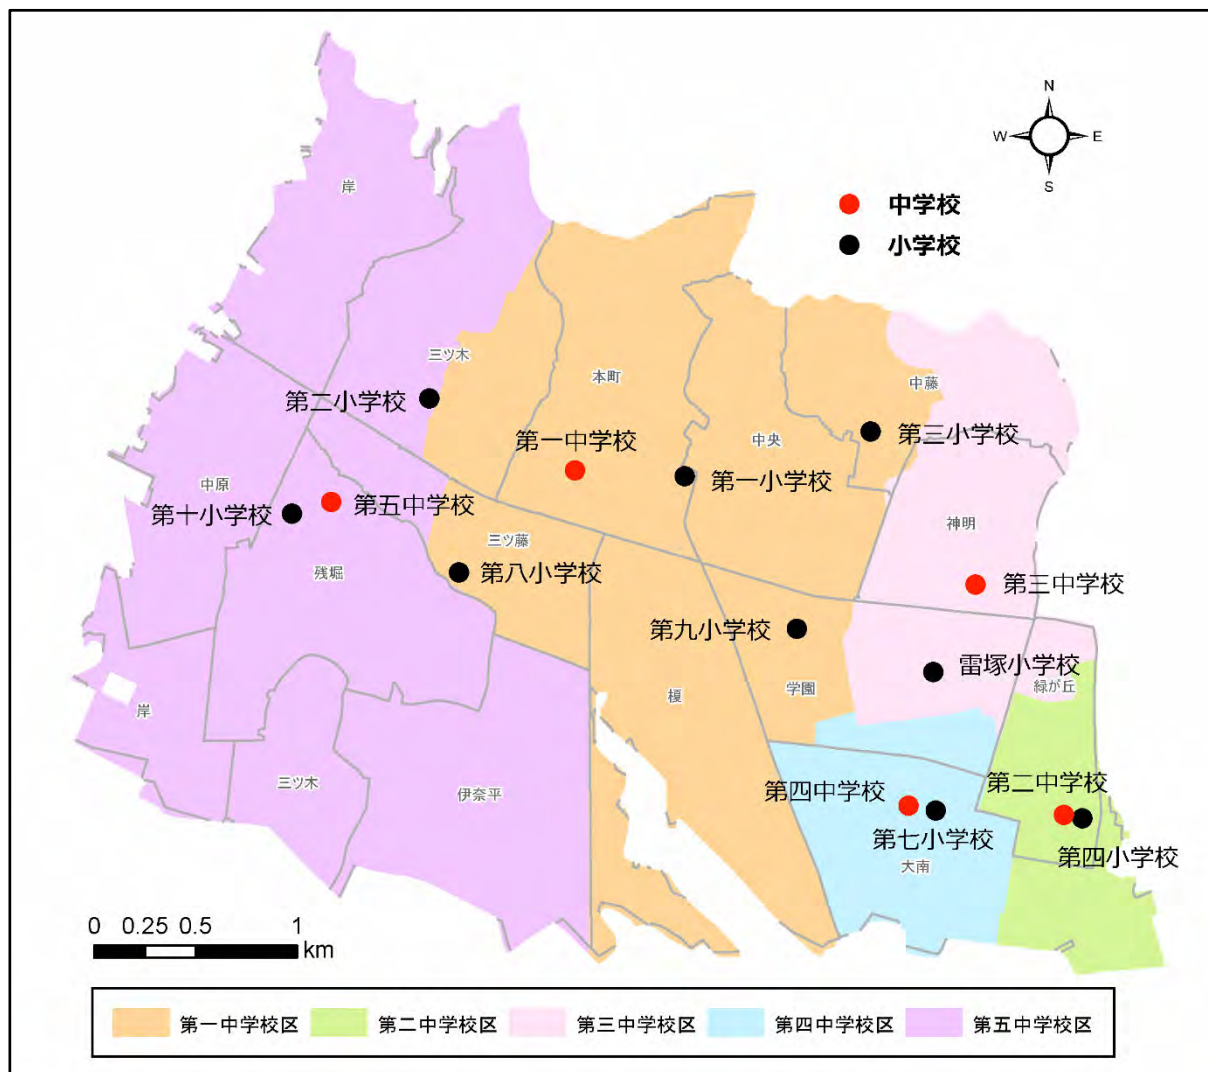 N
W E
S
中学校
小学校
岸
三ツ木
本町
中藤
第二小学校
第一中学校
中央
第三小学校
第一小学校
中原
第十小学校
第五中学校
神明
三ツ藤
残堀
第八小学校
第三中学校
第九小学校
雷塚小学校
緑が丘
学園
榎
岸
三ツ木
伊奈平
第四中学校
第二中学校
第七小学校
第四小学校
大南
0 0.25 0.5 1
km
第一中学校区
第二中学校区
第三中学校区
第四中学校区
第五中学校区